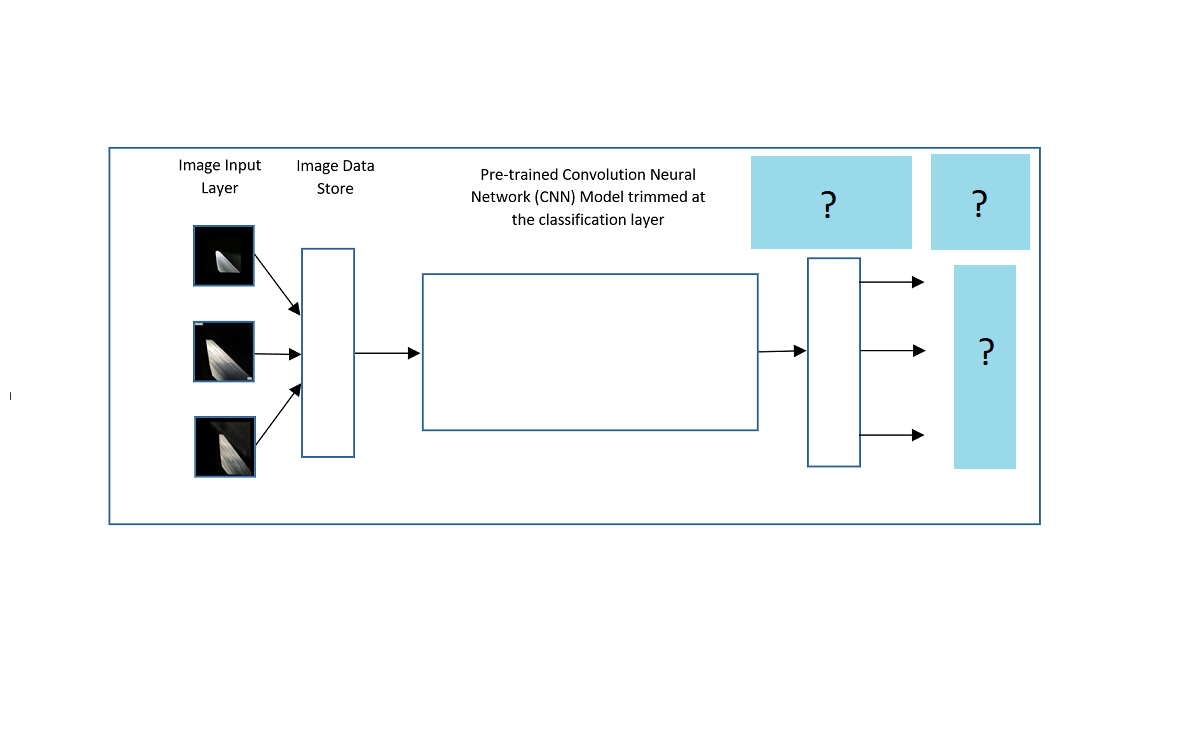 Image Input
Layer
Image Data
Store
Pre-trained Convolution Neural
Network (CNN) Model trimmed at
the classification layer
?
?
?